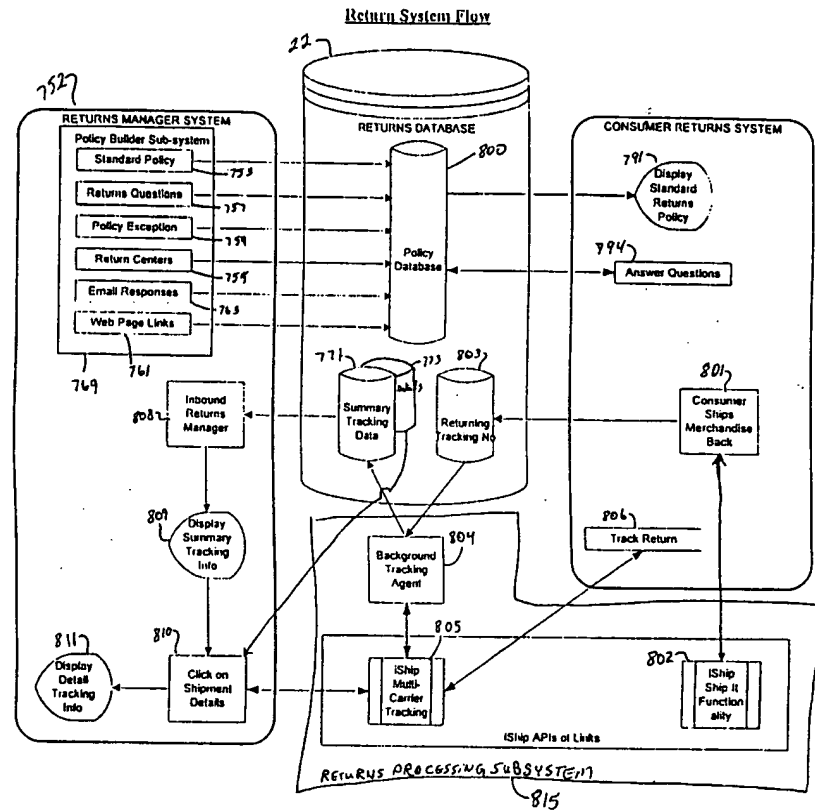 Return System Flow
22
752
RETURNS MANAGER SYSTEM
Policy Builder Sub-system
Standard Policy
753
Returns Questions
757
Policy Exception
759
Return Centers
755
Email Responses
763
Web Page Links
761
769
RETURNS DATABASE
800
Policy
Database
CONSUMER RETURNS SYSTEM
791
Display
Standard
Returns
Policy
794
Answer Questions
771
773
Summary
Tracking
Data
803
Returning
Tracking No
801
Consumer
Ships
Merchandise
Back
808
Inbound
Returns
Manager
809
Display
Summary
Tracking
Info
804
Background
Tracking
Agent
806
Track Return
811
Display
Detail
Tracking
Info
810
Click on
Shipment
Details
805
iShip
Multi-
Carrier
Tracking
802
IShip
Ship It
Function
ality
IShip APIs of Links
RETURNS PROCESSING SUBSYSTEM
815